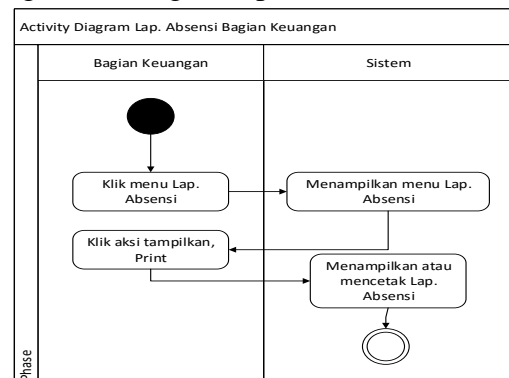 Activity Diagram Lap. Absensi Bagian Keuangan
Bagian Keuangan
Sistem
Klik menu Lap.
Absensi
Menampilkan menu Lap.
Absensi
Klik aksi tampilkan,
Print
Menampilkan atau
mencetak Lap.
Absensi
Phase